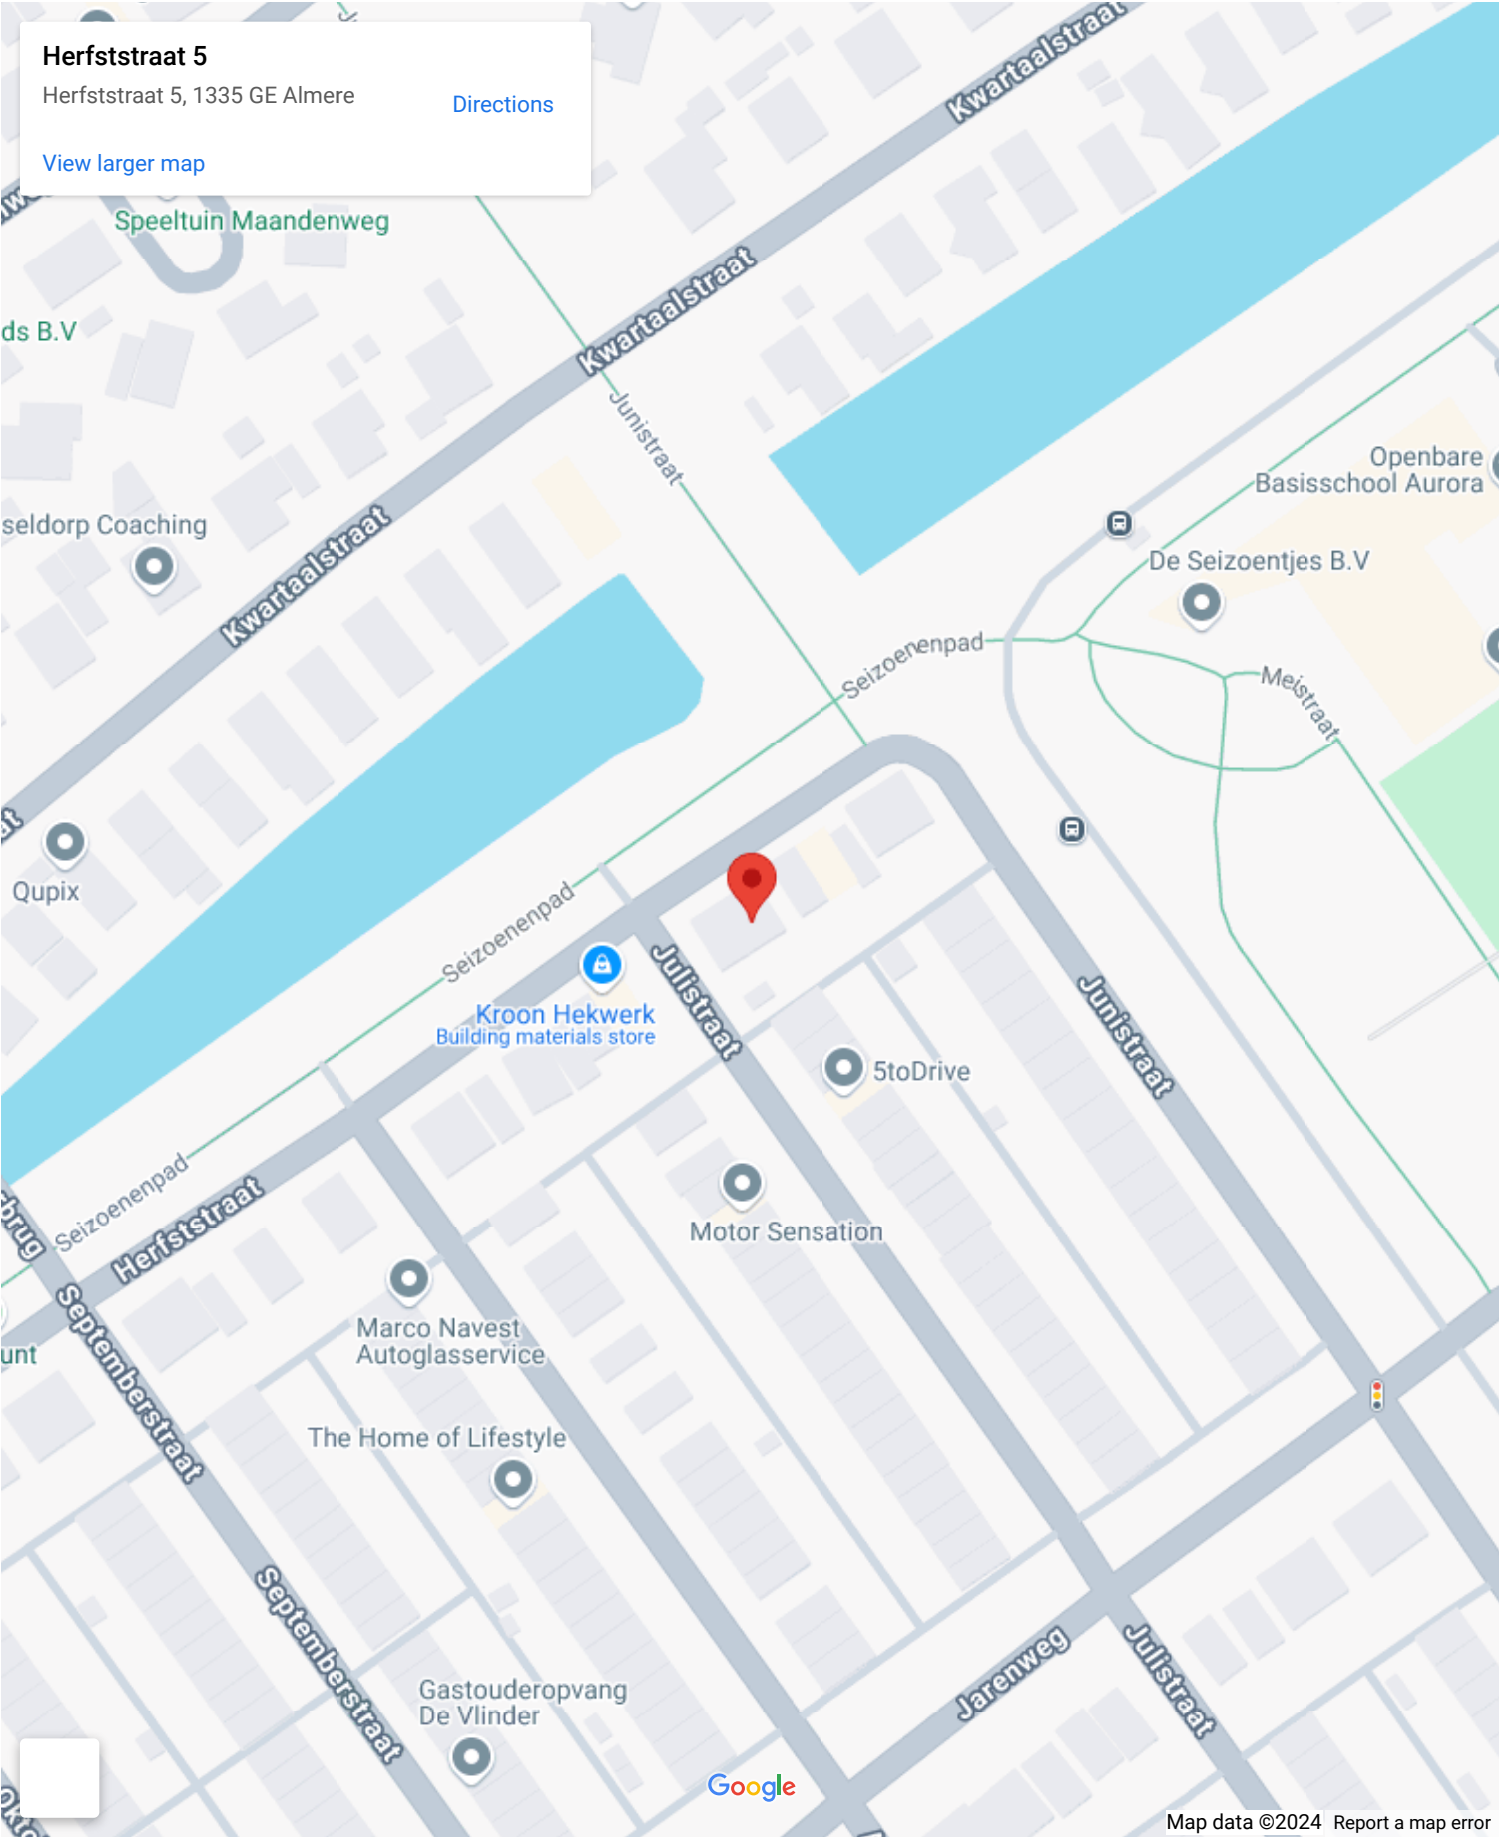 Herfststraat 5
Herfststraat 5, 1335 GE Almere
Directions
View larger map
Kwartaalstraat
Speeltuin Maandenweg
Kwartaalstraat
ds B.V
Junistraat
Openbare
Basisschool Aurora
seldorp Coaching
Kwartaalstraat
De Seizoentjes B.V
Seizoenenpad
Meistraat
at
Qupix
Seizoenenpad
Julistraat
Kroon Hekwerk
Building materials store
Junistraat
5toDrive
Seizoenenpad
Herfststraat
Motor Sensation
Septemberstraat
unt
Marco Navest
Autoglasservice
The Home of Lifestyle
Septemberstraat
Jarenweg
Julistraat
Gastouderopvang
De Vlinder
Google
Map data ©2024
Report a map error